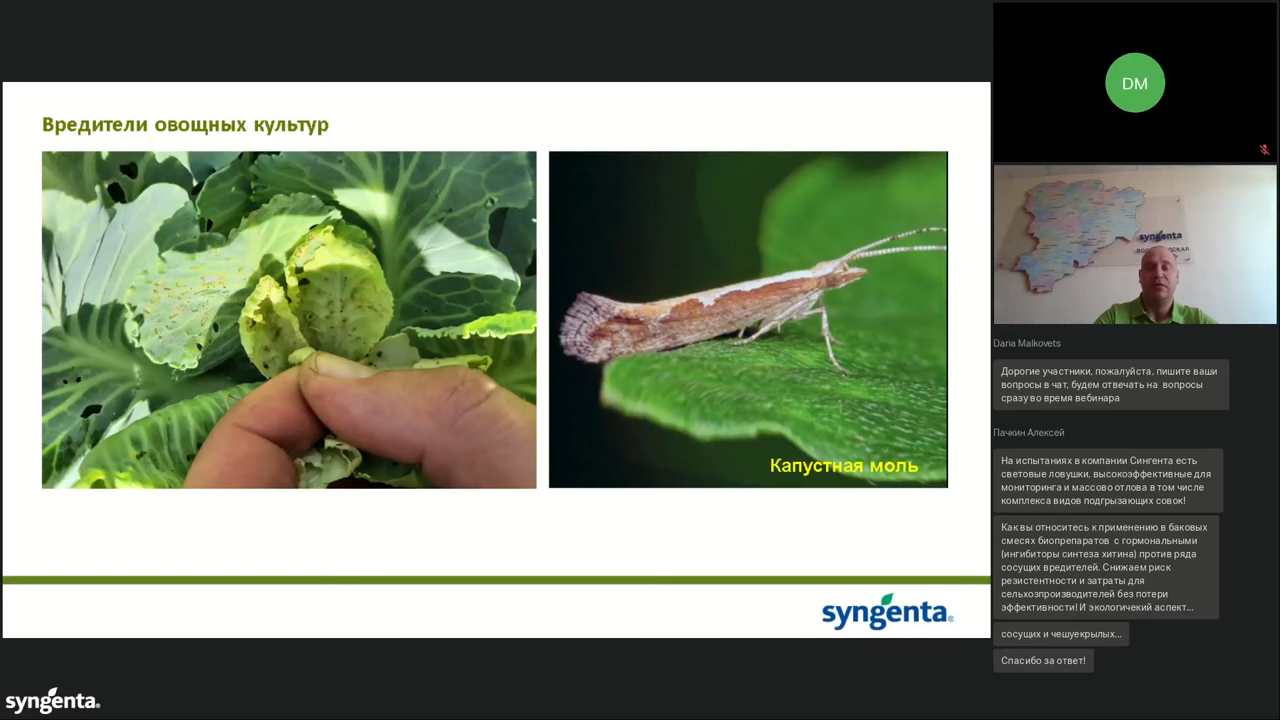 Вредители овощных культур
Капустная моль
syngenta
syngenta
DM
syngenta
Daria Malkovets
Дорогие участники, пожалуйста, пишите ваши
вопросы в чат, будем отвечать на вопросы
сразу во время вебинара
Пачкин Алексей
На испытаниях в компании Сингента есть
световые ловушки, высокоэффективные для
мониторинга и массово отлова в том числе
комплекса видов подгрызающих совок!
Как вы относитесь к применению в баковых
смесях биопрепаратов с гормональными
(ингибиторы синтеза хитина) против ряда
сосущих вредителей. Снижаем риск
резистентности и затраты для
сельхозпроизводителей без потери
эффективности! И экологичекий аспект...
сосущих и чешуекрылых...
Спасибо за ответ!